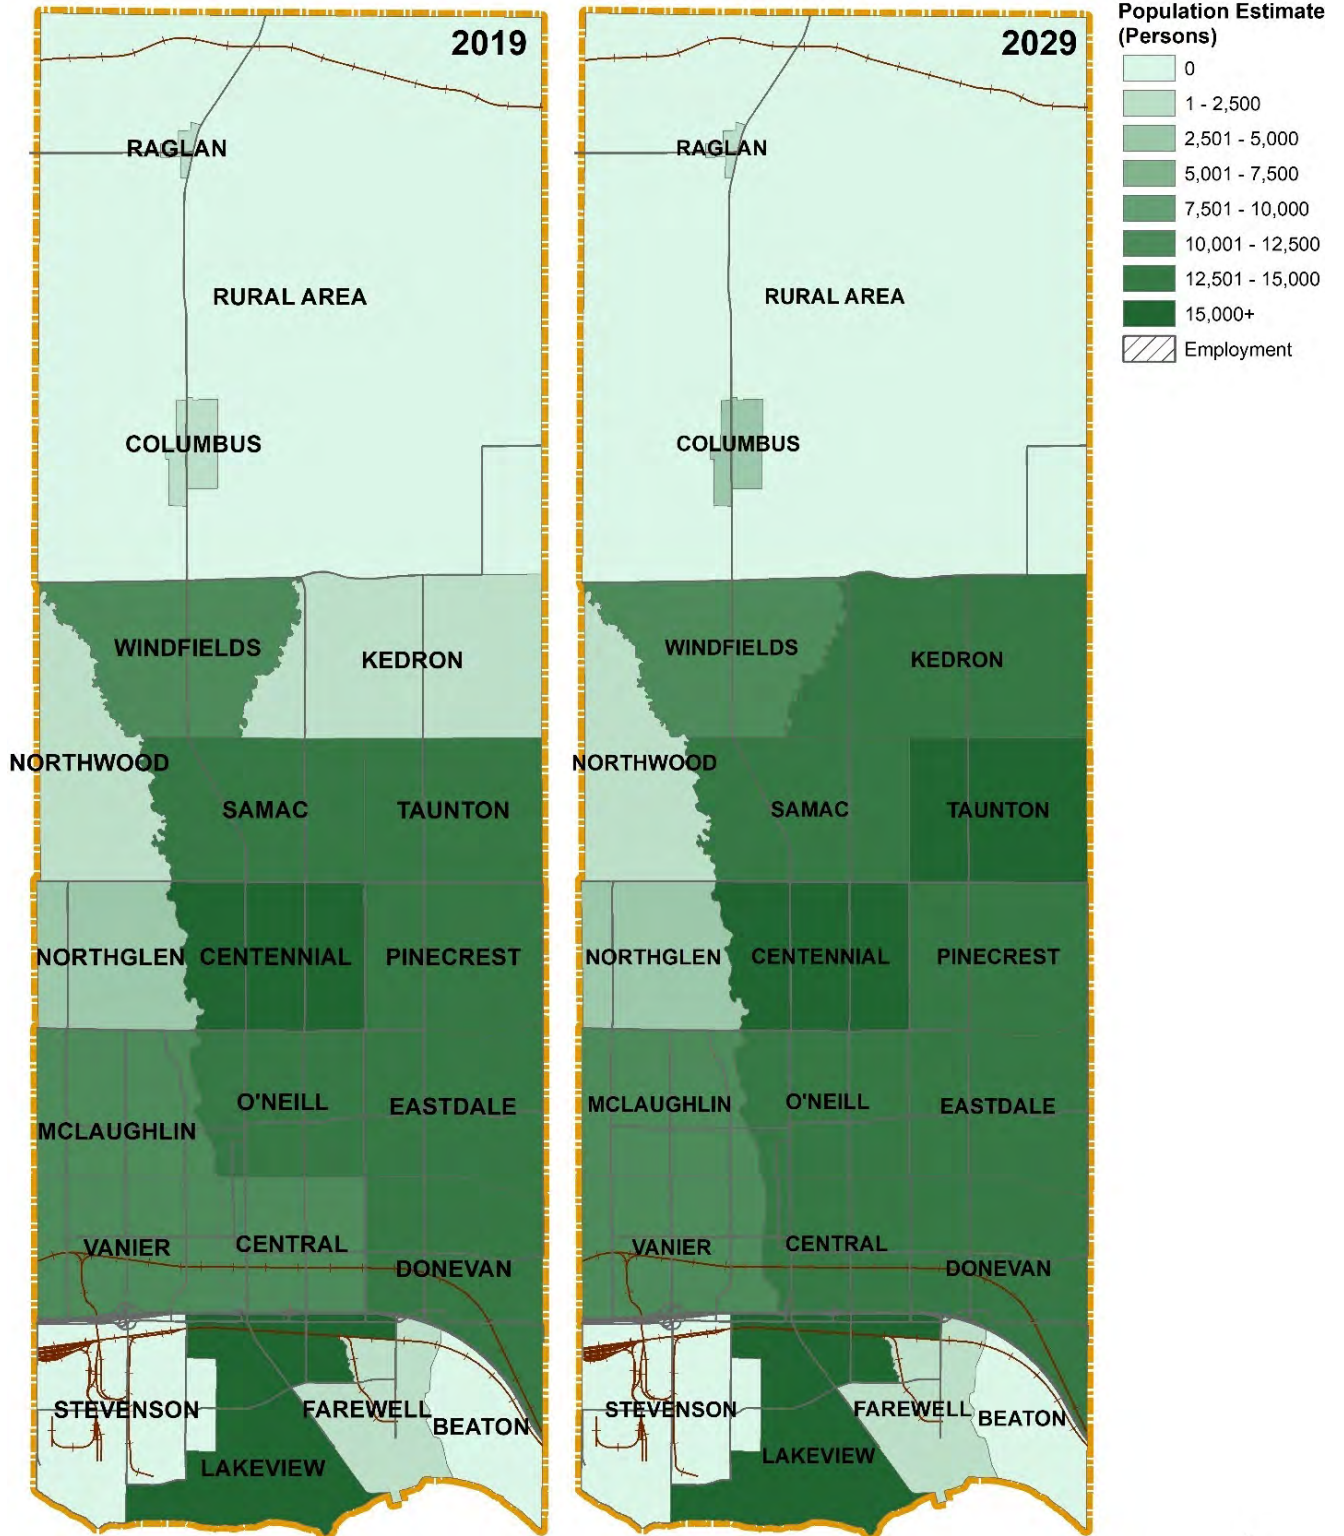 2019
RAGLAN
RURAL AREA
COLUMBUS
WINDFIELDS
KEDRON
NORTHWOOD
SAMAC
TAUNTON
NORTHGLEN
CENTENNIAL
PINECREST
O'NEILL
EASTDALE
MCLAUGHLIN
VANIER
CENTRAL
DONEVAN
STEVENSON
FAREWELL
BEATON
LAKEVIEW
2029
RAGLAN
RURAL AREA
COLUMBUS
WINDFIELDS
KEDRON
NORTHWOOD
SAMAC
TAUNTON
NORTHGLEN
CENTENNIAL
PINECREST
MCLAUGHLIN
O'NEILL
EASTDALE
VANIER
CENTRAL
DONEVAN
STEVENSON
FAREWELL
BEATON
LAKEVIEW
Population Estimate
(Persons)
0
1 - 2,500
2,501 - 5,000
5,001 - 7,500
7,501 - 10,000
10,001 - 12,500
12,501 - 15,000
15,000+
Employment